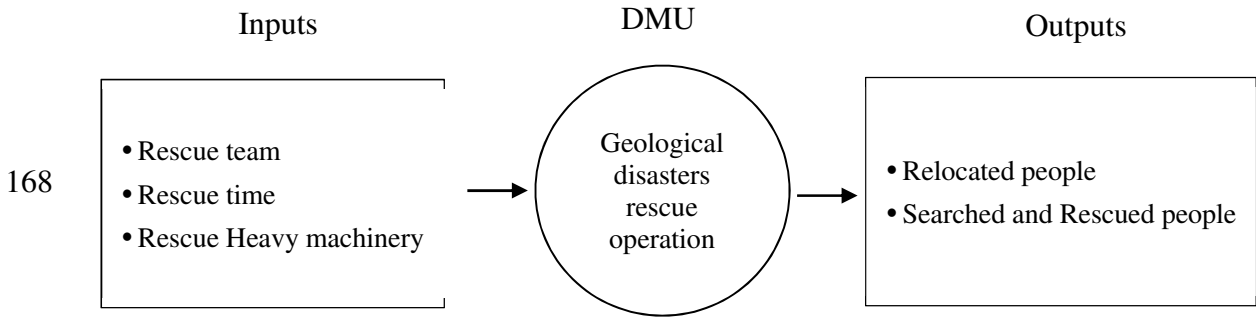 Inputs
DMU
Outputs
168
• Rescue team
• Rescue time
• Rescue Heavy machinery
Geological
disasters
rescue
operation
• Relocated people
• Searched and Rescued people